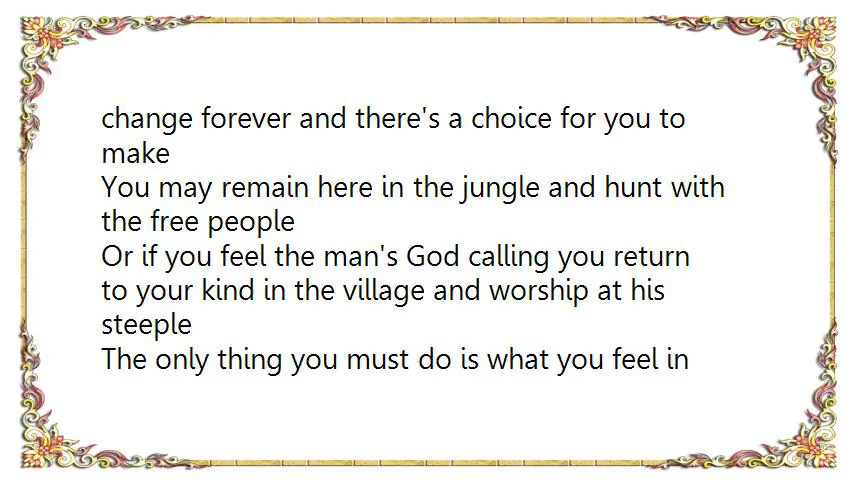 change forever and there's a choice for you to
make
You may remain here in the jungle and hunt with
the free people
Or if you feel the man's God calling you return
to your kind in the village and worship at his
steeple
The only thing you must do is what you feel in